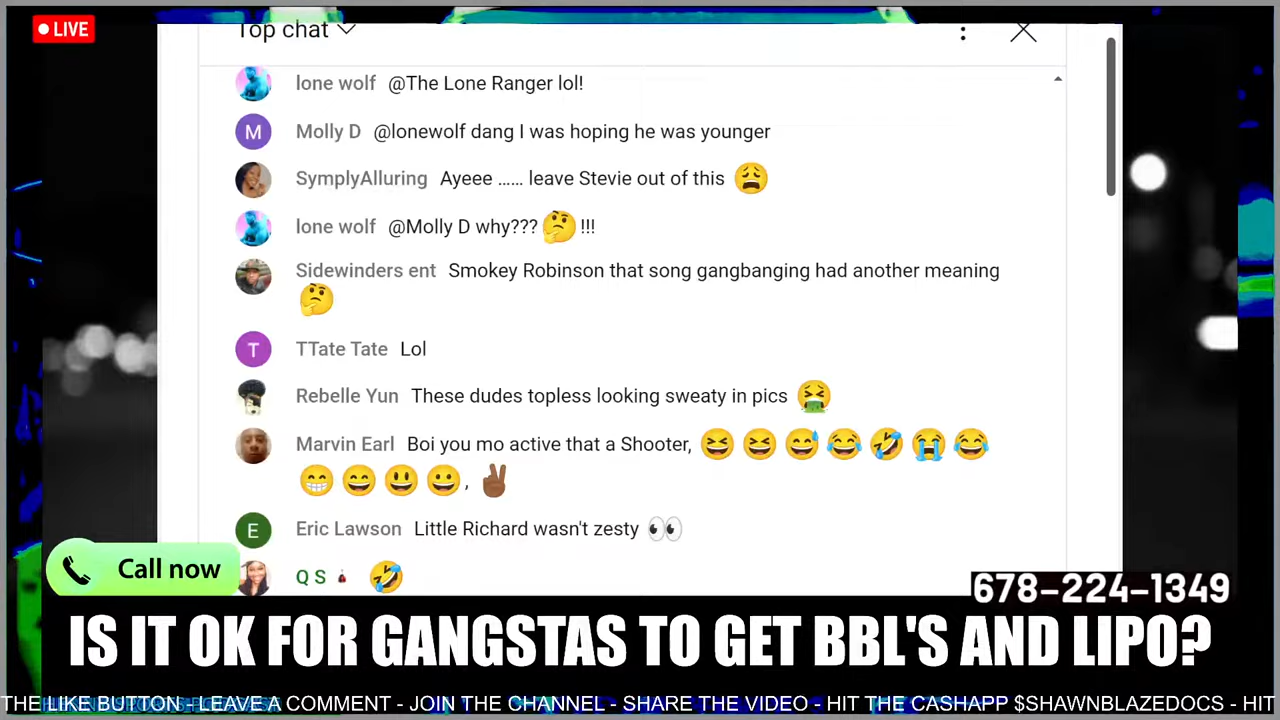 LIVE
Top chat
lone wolf @The Lone Ranger lol!
M Molly D @lonewolf dang I was hoping he was younger
SymplyAlluring Ayeee ...... leave Stevie out of this 😩
lone wolf @Molly D why???🤔!!!
Sidewinders ent Smokey Robinson that song gangbanging had another meaning
🤔
T TTate Tate Lol
Rebelle Yun These dudes topless looking sweaty in pics 🤮
Marvin Earl Boi you mo active that a Shooter, 😆😆😅😂🤣😭😂
😁😄😃😀, ✌🏾
E Eric Lawson Little Richard wasn't zesty 👀
Q S 🤣
Call now
678-224-1349
IS IT OK FOR GANGSTAS TO GET BBL'S AND LIPO?
THE LIKE BUTTON - LEAVE A COMMENT - JOIN THE CHANNEL - SHARE THE VIDEO - HIT THE CASHAPP $SHAWNBLAZEDOCS - HIT